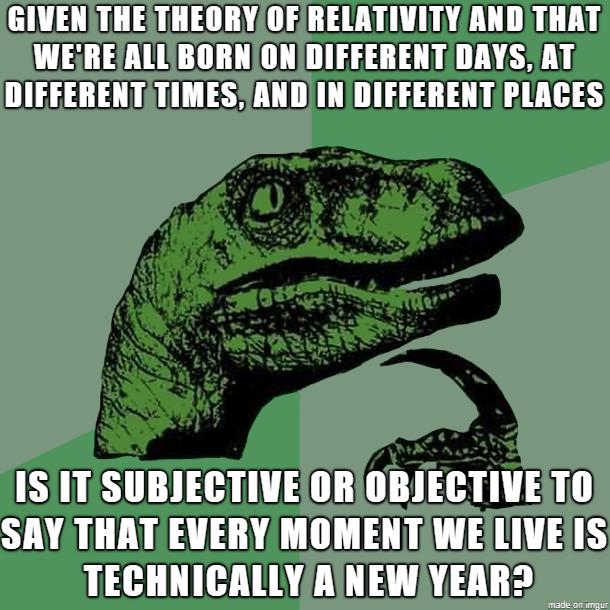 GIVEN THE THEORY OF RELATIVITY AND THAT
WE'RE ALL BORN ON DIFFERENT DAYS, AT
DIFFERENT TIMES, AND IN DIFFERENT PLACES
IS IT SUBJECTIVE OR OBJECTIVE TO
SAY THAT EVERY MOMENT WE LIVE IS
TECHNICALLY A NEW YEAR?
made on imgur